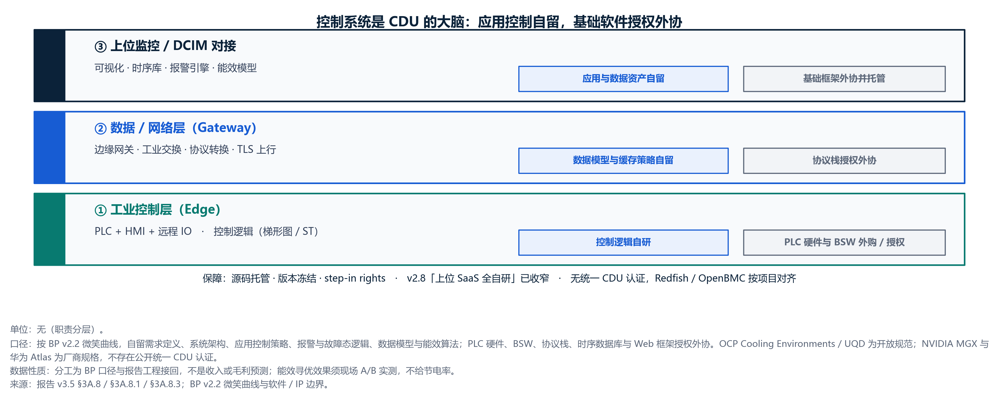 控制系统是 CDU 的大脑：应用控制自留，基础软件授权外协
③ 上位监控 / DCIM 对接
可视化 · 时序库 · 报警引擎 · 能效模型
应用与数据资产自留
基础框架外协并托管
② 数据 / 网络层（Gateway）
边缘网关 · 工业交换 · 协议转换 · TLS 上行
数据模型与缓存策略自留
协议栈授权外协
① 工业控制层（Edge）
PLC + HMI + 远程 IO · 控制逻辑（梯形图 / ST）
控制逻辑自研
PLC 硬件与 BSW 外购 / 授权
保障：源码托管 · 版本冻结 · step-in rights · v2.8「上位 SaaS 全自研」已收窄 · 无统一 CDU 认证，Redfish / OpenBMC 按项目对齐
单位：无（职责分层）。
口径：按 BP v2.2 微笑曲线，自留需求定义、系统架构、应用控制策略、报警与故障态逻辑、数据模型与能效算法；PLC 硬件、BSW、协议栈、时序数据库与 Web 框架授权外协。OCP Cooling Environments / UQD 为开放规范；NVIDIA MGX 与
华为 Atlas 为厂商规格，不存在公开统一 CDU 认证。
数据性质：分工为 BP 口径与报告工程接回，不是收入或毛利预测；能效寻优效果须现场 A/B 实测，不给节电率。
来源：报告 v3.5 §3A.8 / §3A.8.1 / §3A.8.3；BP v2.2 微笑曲线与软件 / IP 边界。